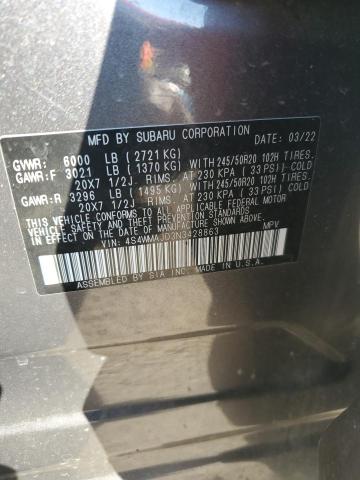 MFD BY SUBARU CORPORATION DATE: 03/22
GVWR: 6000 LB (2721 KG)
GAWR:F 3021 LB (1370 KG) WITH 245/50R20 102H TIRES.
20X7 1/2J- RIMS, AT 230 KPA (33 PSI) COLD
GAWR:R 3296 LB (1495 KG) WITH 245/50R20 102H TIRES.
20X7 1/2J- RIMS, AT 230 KPA (33 PSI) COLD
THIS VEHICLE CONFORMS TO ALL APPLICABLE FEDERAL MOTOR
VEHICLE SAFETY STANDARDS IN EFFECT ON THE DATE OF
MANUFACTURE SHOWN ABOVE.
VIN: 4S4WMAJD3N3428863 MPV
ASSEMBLED BY SIA INC. MADE IN U.S.A.